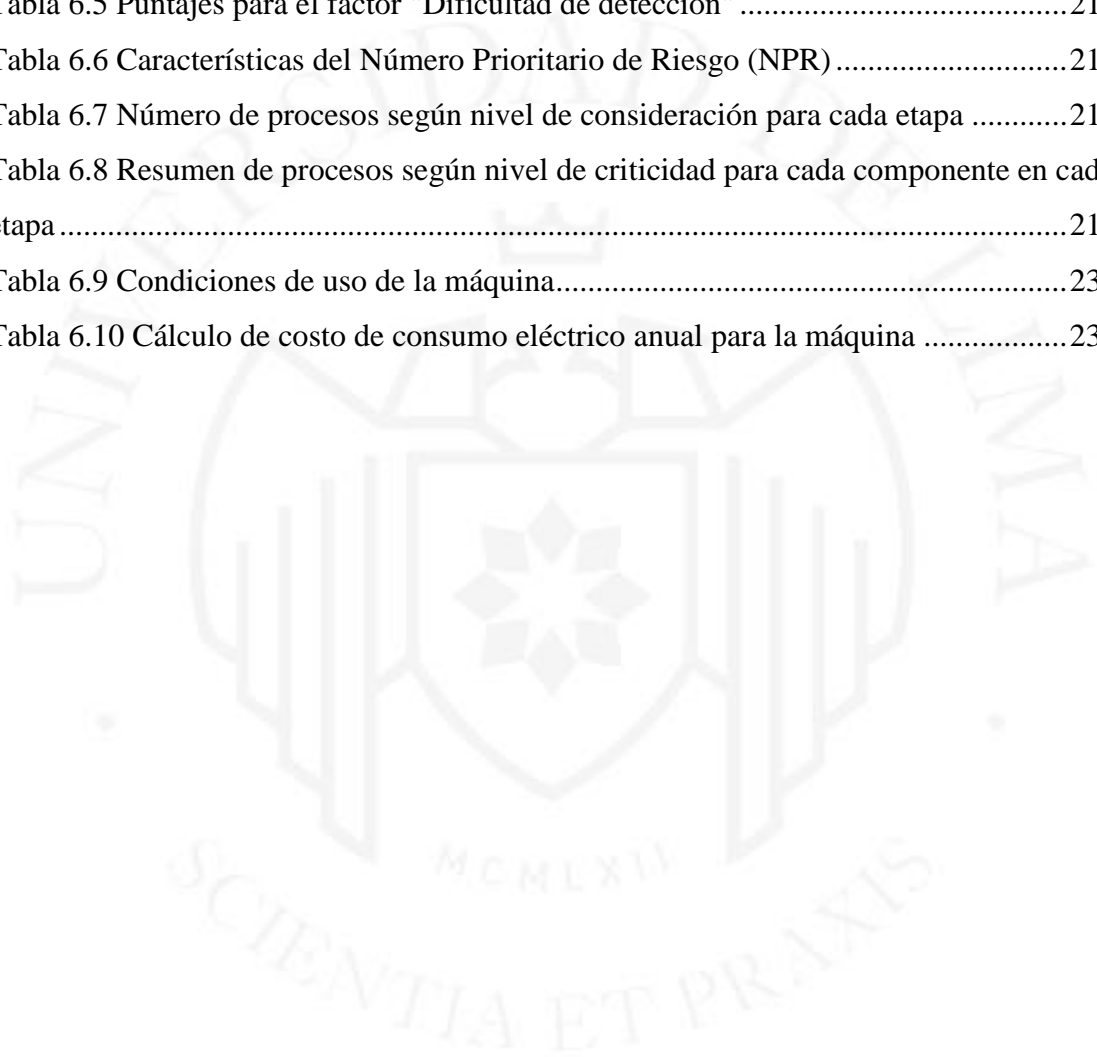 Tabla 6.5 Puntajes para el factor "Dificultad de detección" ....................................21
Tabla 6.6 Características del Número Prioritario de Riesgo (NPR) .........................21
Tabla 6.7 Número de procesos según nivel de consideración para cada etapa ............21
Tabla 6.8 Resumen de procesos según nivel de criticidad para cada componente en cad
etapa ..............................................................................................................21
Tabla 6.9 Condiciones de uso de la máquina.........................................................23
Tabla 6.10 Cálculo de costo de consumo eléctrico anual para la máquina .................23
UNIVERSIDAD DE LIMA
MCMLXII
SCIENTIA ET PRAXIS